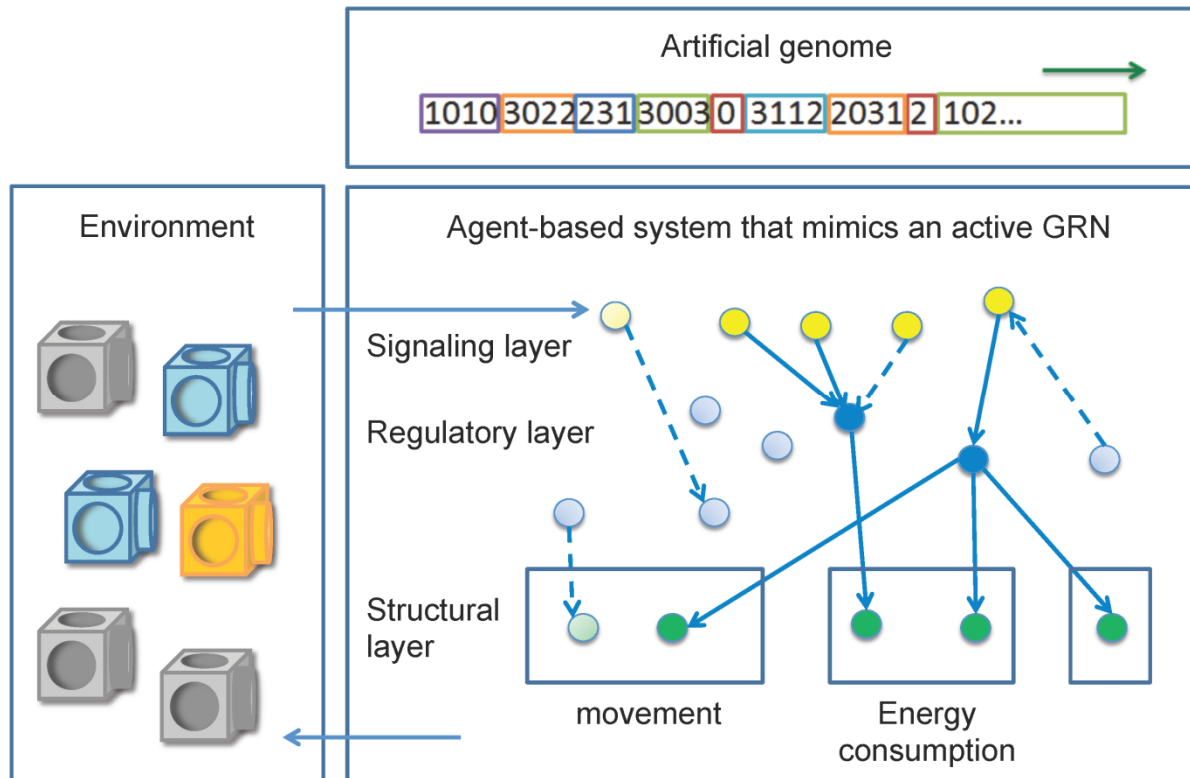 Artificial genome
1010 3022 231 3003 0 3112 2031 2 102...
Environment
Agent-based system that mimics an active GRN
Signaling layer
Regulatory layer
Structural
layer
movement
Energy
consumption